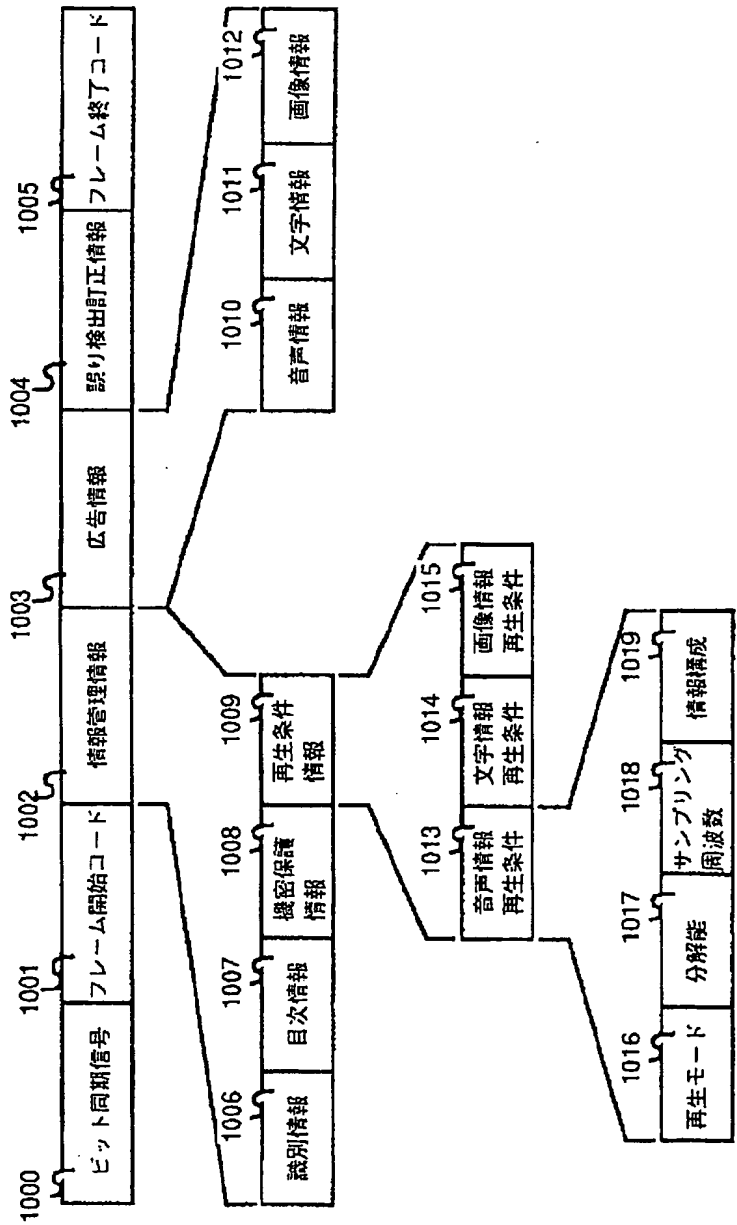 1000
1001
1002
1003
1004
1005
ビット同期信号
フレーム開始コード
情報管理情報
広告情報
誤り検出訂正情報
フレーム終了コード
1006
1007
1008
1009
識別情報
目次情報
機密保護
情報
再生条件
情報
1010
1011
1012
音声情報
文字情報
画像情報
1013
1014
1015
音声情報
再生条件
文字情報
再生条件
画像情報
再生条件
1016
1017
1018
1019
再生モード
分解能
サンプリング
周波数
情報構成